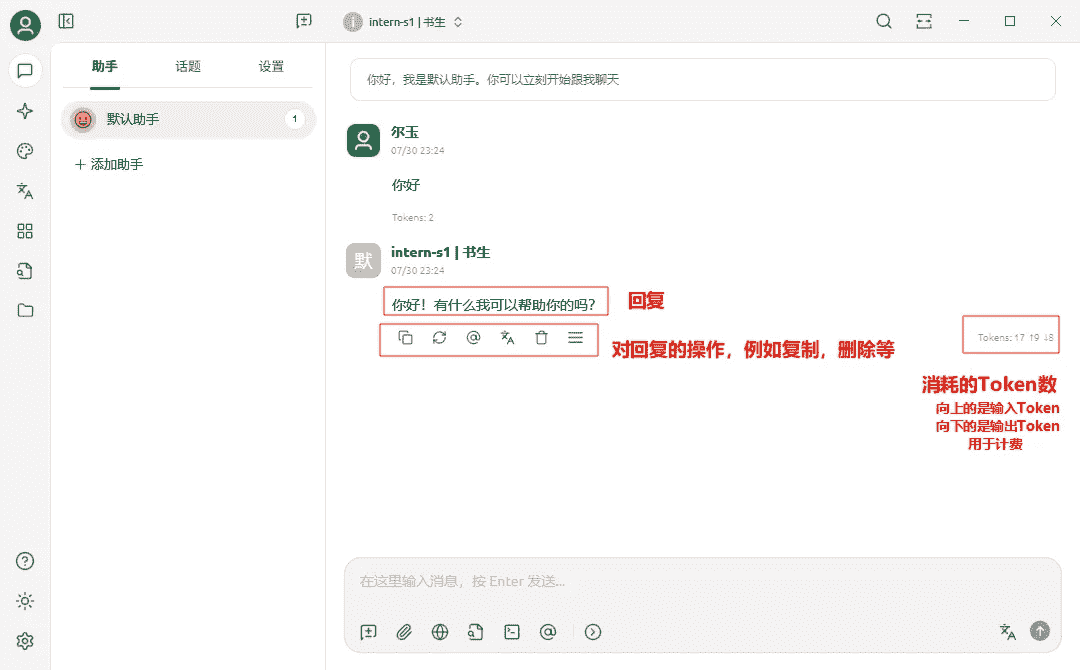 intern-s1 | 书生
助手 话题 设置
默认助手 1
添加助手
你好，我是默认助手。你可以立刻开始跟我聊天
尔玉
07/30 23:24
你好
Tokens: 2
默
intern-s1 | 书生
07/30 23:24
你好！有什么我可以帮助你的吗？
回复
对回复的操作，例如复制，删除等
Tokens: 17 ↑9 ↓8
消耗的Token数
向上的是输入Token
向下的是输出Token
用于计费
在这里输入消息，按 Enter 发送...